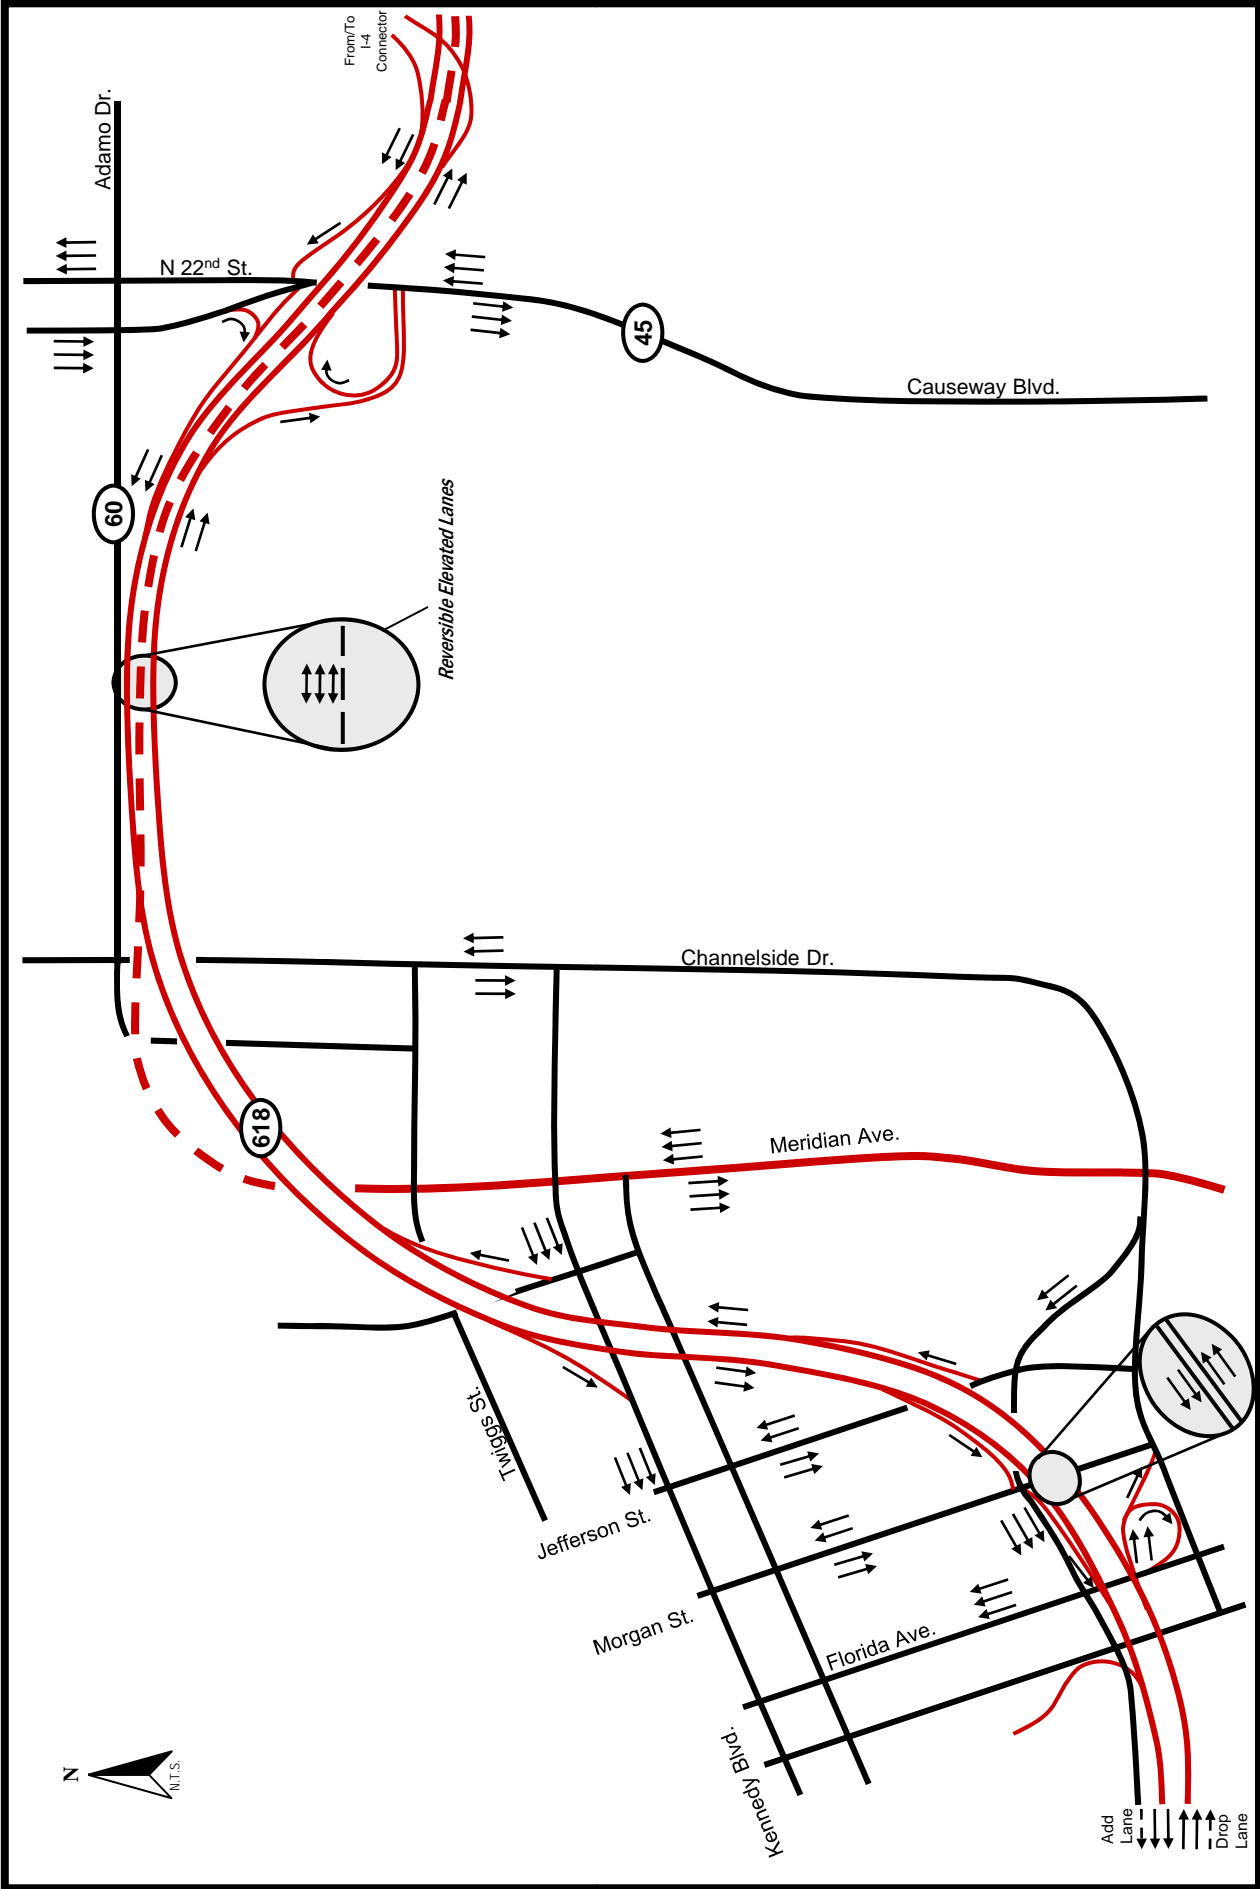 From/To
I-4
Connector
Adamo Dr.
N 22nd St.
45
Causeway Blvd.
60
Reversible Elevated Lanes
Channelside Dr.
618
Meridian Ave.
Twiggs St.
Jefferson St.
Morgan St.
Florida Ave.
Kennedy Blvd.
N
N.T.S.
Add
Lane
Drop
Lane